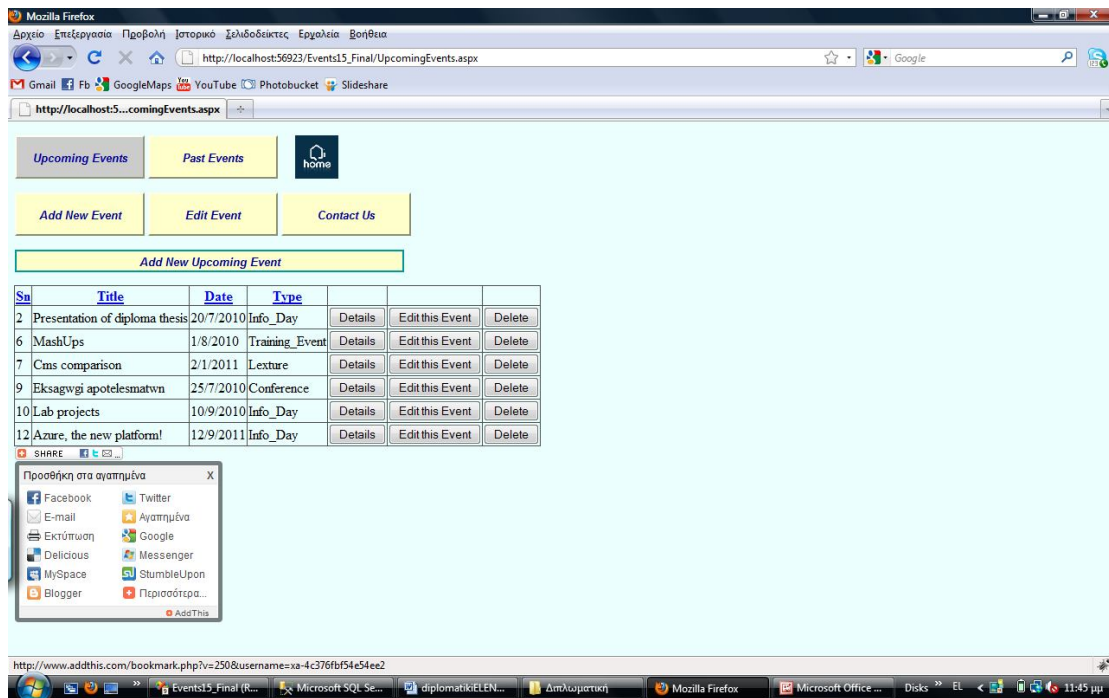 Mozilla Firefox
Αρχείο Επεξεργασία Προβολή Ιστορικό Σελιδοδείκτες Εργαλεία Βοήθεια
http://localhost:56923/Events15_Final/UpcomingEvents.aspx Google
Gmail Fb GoogleMaps YouTube Photobucket Slideshare
http://localhost:5...comingEvents.aspx
Upcoming Events Past Events home
Add New Event Edit Event Contact Us
Add New Upcoming Event
Sn Title Date Type
2 Presentation of diploma thesis 20/7/2010 Info_Day Details Edit this Event Delete
6 MashUps 1/8/2010 Training_Event Details Edit this Event Delete
7 Cms comparison 2/1/2011 Lexture Details Edit this Event Delete
9 Eksagwgi apotelesmatwn 25/7/2010 Conference Details Edit this Event Delete
10 Lab projects 10/9/2010 Info_Day Details Edit this Event Delete
12 Azure, the new platform! 12/9/2011 Info_Day Details Edit this Event Delete
SHARE ...
Προσθήκη στα αγαπημένα X
Facebook Twitter
E-mail Αγαπημένα
Εκτύπωση Google
Delicious Messenger
MySpace StumbleUpon
Blogger Περισσότερα...
AddThis
http://www.addthis.com/bookmark.php?v=250&username=xa-4c376fbf54e54ee2
Events15_Final (R... Microsoft SQL Se... diplomatikiELEN... Διπλωματική Mozilla Firefox Microsoft Office ... Disks EL 11:45 μμ